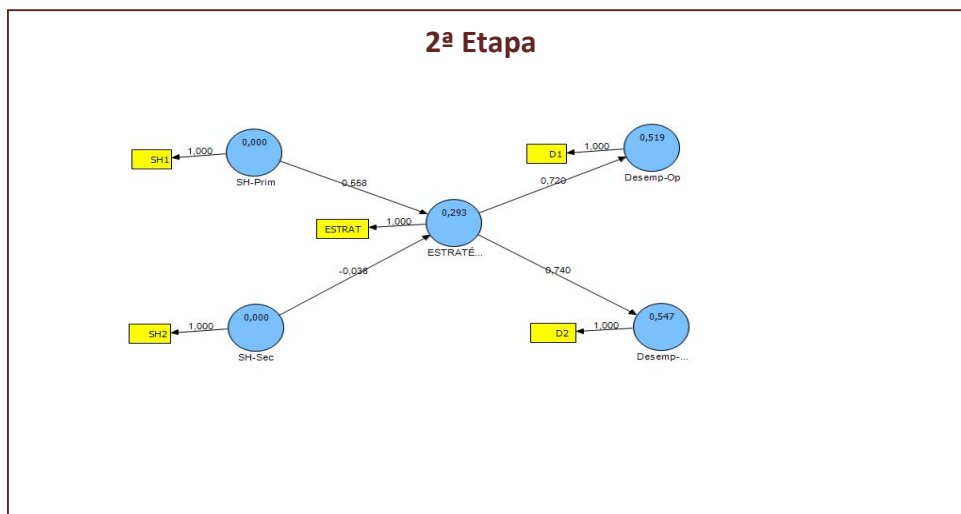 2ª Etapa
0,000
SH1
1,000
SH-Prim
0,558
0,519
D1
1,000
Desemp-Op
0,720
0,293
ESTRAT
1,000
ESTRATÉ...
-0,036
0,740
0,000
SH2
1,000
SH-Sec
0,547
D2
1,000
Desemp-...